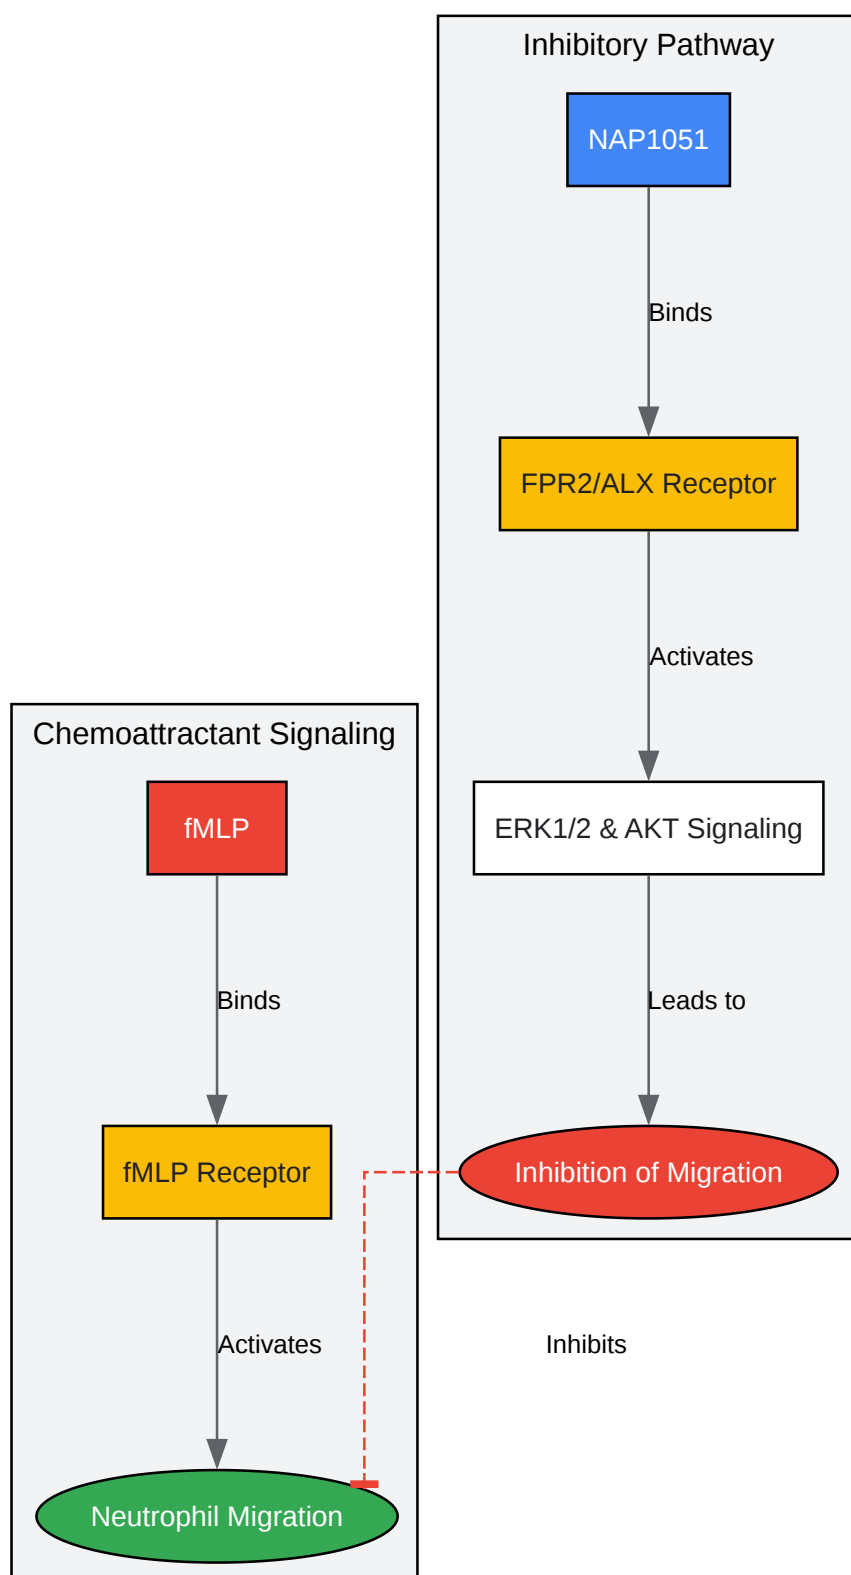 Inhibitory Pathway
NAP1051
Binds
FPR2/ALX Receptor
Activates
ERK1/2 & AKT Signaling
Leads to
Inhibition of Migration
Inhibits
Chemoattractant Signaling
fMLP
Binds
fMLP Receptor
Activates
Neutrophil Migration